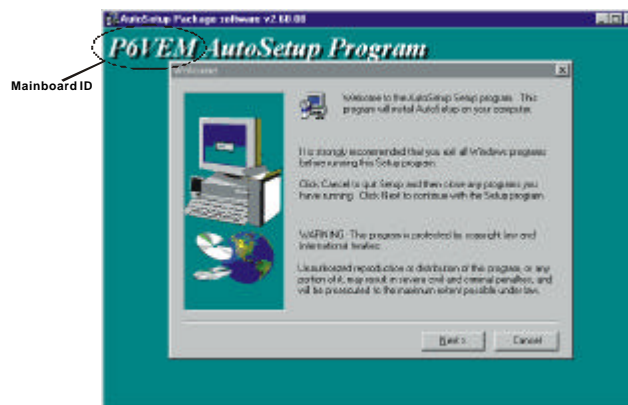 AutoSetup Package software v2.60.00
P6VEM AutoSetup Program
Mainboard ID
Welcome!
Welcome to the AutoSetup Setup program. This
program will install AutoSetup on your computer.
It is strongly recommended that you exit all Windows programs
before running this Setup program.
Click Cancel to quit Setup and then close any programs you
have running. Click Next to continue with the Setup program.
WARNING: This program is protected by copyright law and
international treaties.
Unauthorized reproduction or distribution of this program, or any
portion of it, may result in severe civil and criminal penalties, and
will be prosecuted to the maximum extent possible under law.
Next >
Cancel